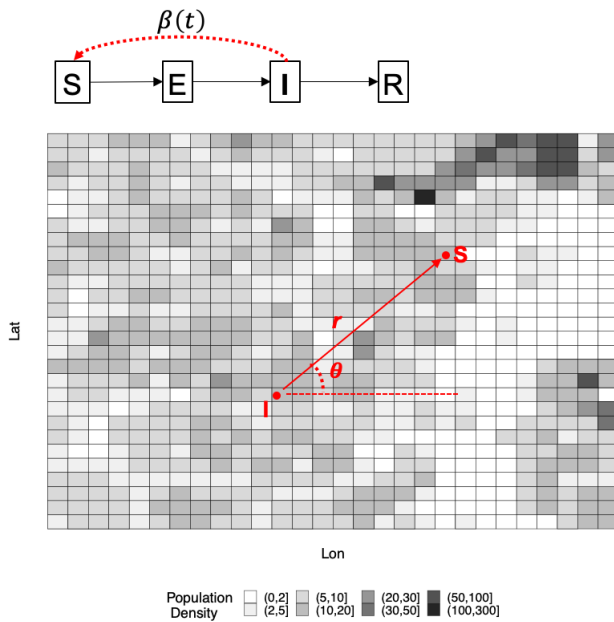 β(t)
S E I R
S
r
θ
I
Lat
Lon
Population Density
(0,2] (5,10] (20,30] (50,100]
(2,5] (10,20] (30,50] (100,300]